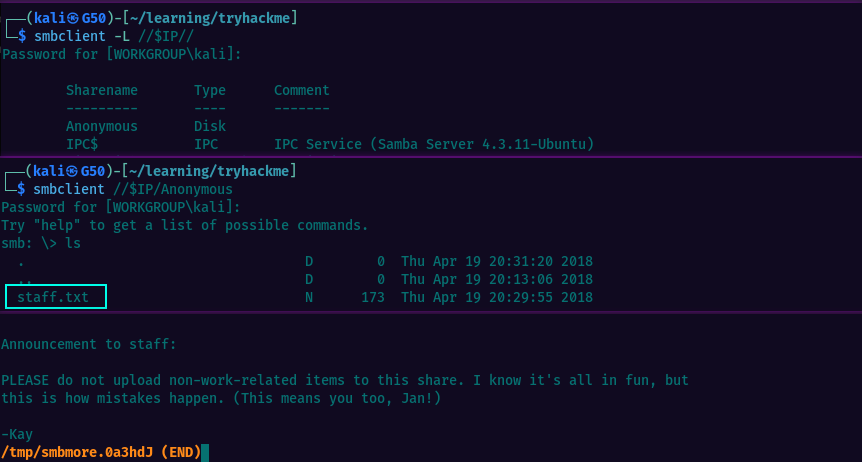 ┌──(kali㉿G50)-[~/learning/tryhackme]
└─$ smbclient -L //$IP//
Password for [WORKGROUP\kali]:
Sharename Type Comment
--------- ---- -------
Anonymous Disk
IPC$ IPC IPC Service (Samba Server 4.3.11-Ubuntu)
┌──(kali㉿G50)-[~/learning/tryhackme]
└─$ smbclient //$IP/Anonymous
Password for [WORKGROUP\kali]:
Try "help" to get a list of possible commands.
smb: \> ls
. D 0 Thu Apr 19 20:31:20 2018
.. D 0 Thu Apr 19 20:13:06 2018
staff.txt N 173 Thu Apr 19 20:29:55 2018
Announcement to staff:
PLEASE do not upload non-work-related items to this share. I know it's all in fun, but
this is how mistakes happen. (This means you too, Jan!)
-Kay
/tmp/smbmore.0a3hdJ (END)